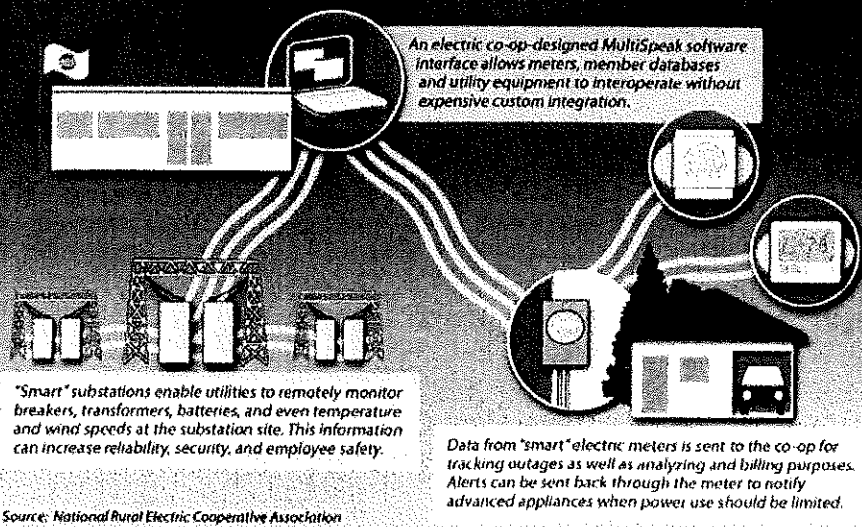 An electric co-op-designed MultiSpeak software
interface allows meters, member databases
and utility equipment to interoperate without
expensive custom integration.
"Smart" substations enable utilities to remotely monitor
breakers, transformers, batteries, and even temperature
and wind speeds at the substation site. This information
can increase reliability, security, and employee safety.
Data from "smart" electric meters is sent to the co-op for
tracking outages as well as analyzing and billing purposes.
Alerts can be sent back through the meter to notify
advanced appliances when power use should be limited.
Source: National Rural Electric Cooperative Association